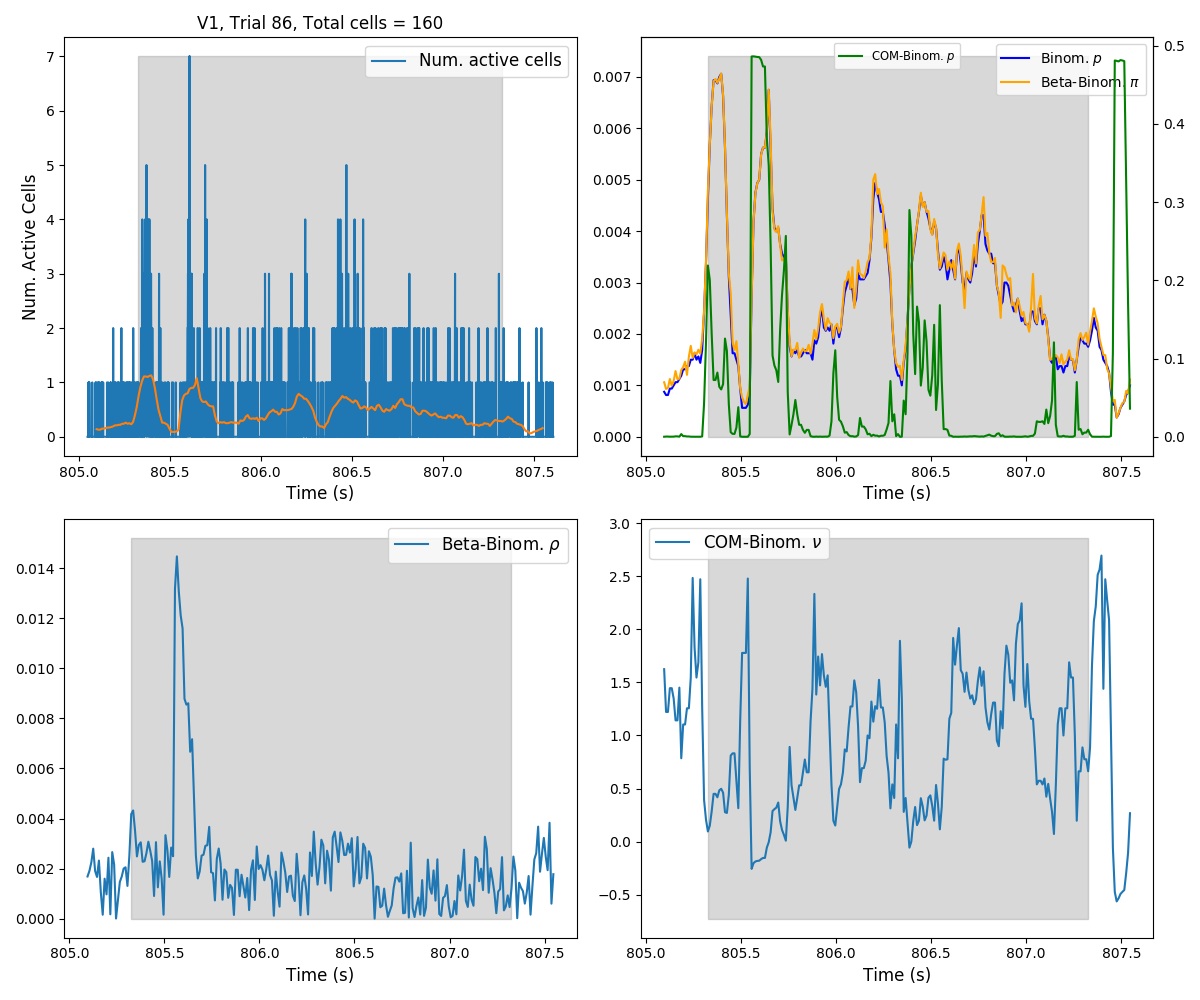 V1, Trial 86, Total cells = 160
Num. active cells
Num. Active Cells
7
6
5
4
3
2
1
0
805.0 805.5 806.0 806.5 807.0 807.5
Time (s)
COM-Binom. p
Binom. p
Beta-Binom. π
0.007
0.006
0.005
0.004
0.003
0.002
0.001
0.000
0.5
0.4
0.3
0.2
0.1
0.0
805.0 805.5 806.0 806.5 807.0 807.5
Time (s)
Beta-Binom. ρ
0.014
0.012
0.010
0.008
0.006
0.004
0.002
0.000
805.0 805.5 806.0 806.5 807.0 807.5
Time (s)
COM-Binom. ν
3.0
2.5
2.0
1.5
1.0
0.5
0.0
−0.5
805.0 805.5 806.0 806.5 807.0 807.5
Time (s)